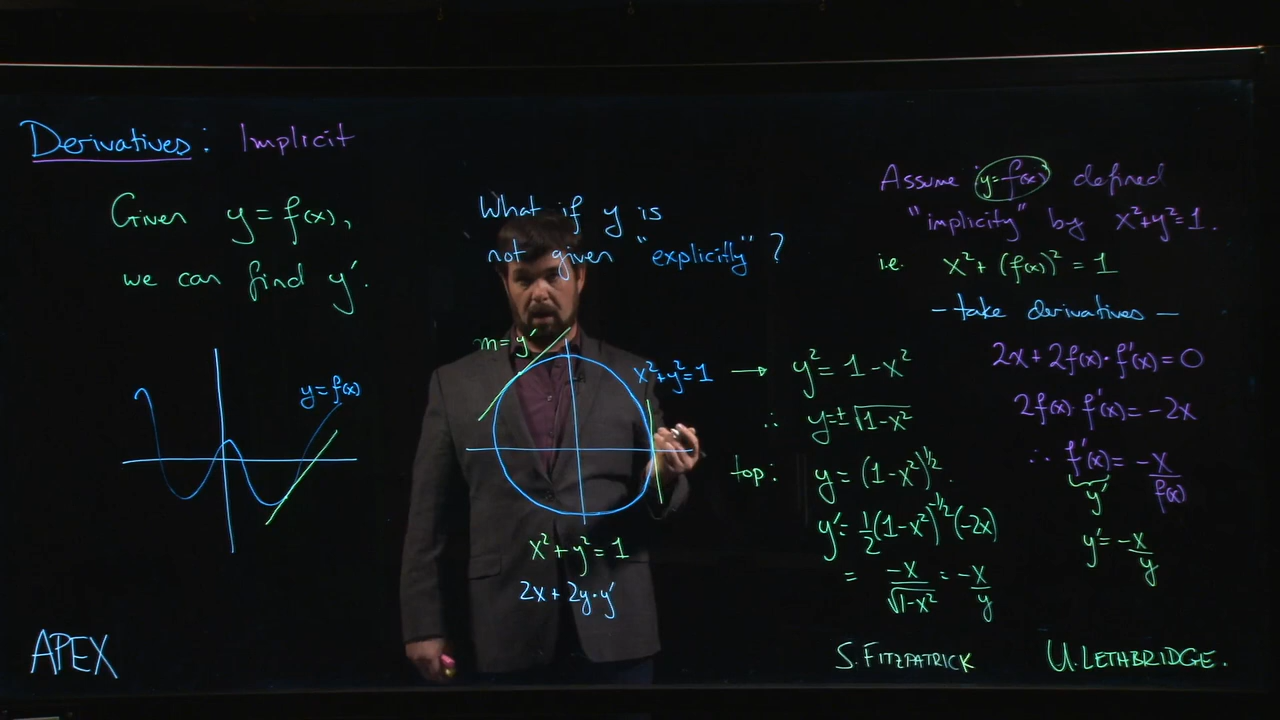 Derivatives: Implicit
Given y = f(x),
we can find y'.
y = f(x)
APEX
What if y is
not given "explicitly" ?
m = y'
x² + y² = 1
x² + y² = 1
2x + 2y·y'
→ y² = 1 - x²
∴ y = ± √(1-x²)
top: y = (1-x²)^(1/2).
y' = 1/2 (1-x²)^(-1/2) (-2x)
= -x/√(1-x²) = -x/y
Assume y = f(x) defined
"implicity" by x² + y² = 1.
i.e. x² + (f(x))² = 1
- take derivatives -
2x + 2f(x)·f'(x) = 0
2f(x)·f'(x) = -2x
∴ f'(x) = -x/f(x)
y'
y' = -x/y
S. FITZPATRICK U. LETHBRIDGE.